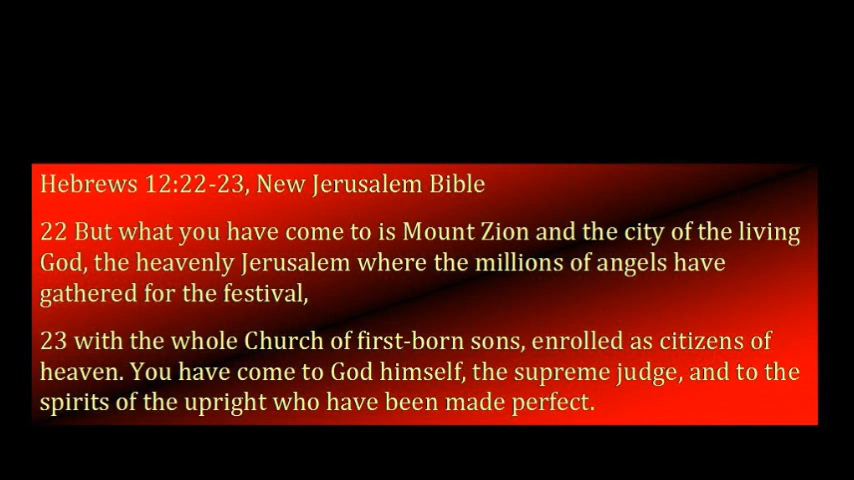 Hebrews 12:22-23, New Jerusalem Bible
22 But what you have come to is Mount Zion and the city of the living
God, the heavenly Jerusalem where the millions of angels have
gathered for the festival,
23 with the whole Church of first-born sons, enrolled as citizens of
heaven. You have come to God himself, the supreme judge, and to the
spirits of the upright who have been made perfect.